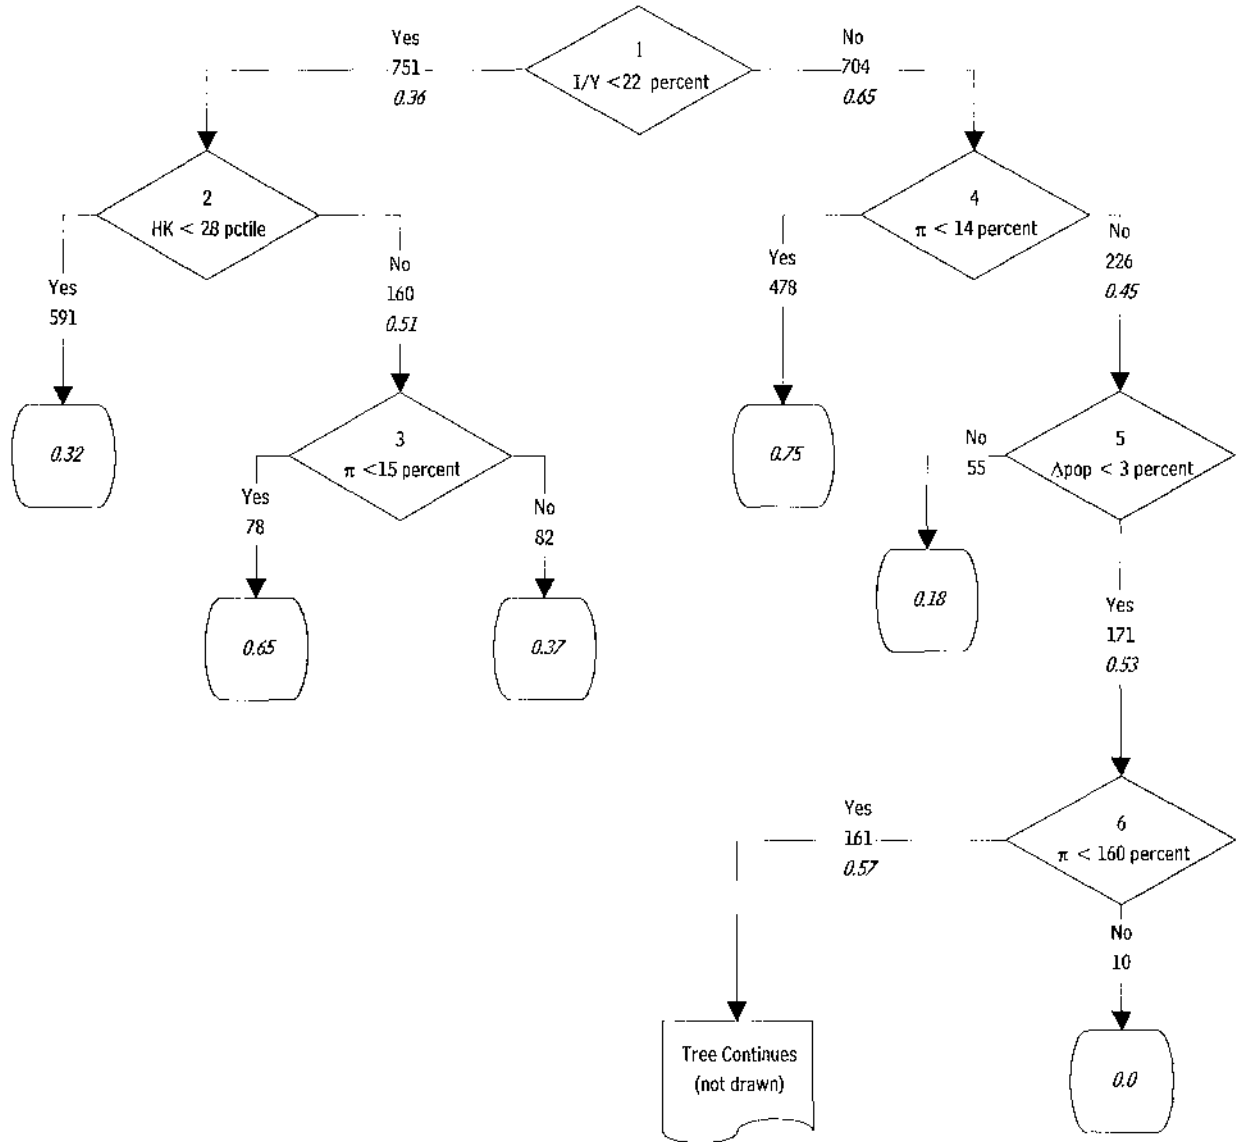 1
I/Y <22 percent
Yes
751
0.36
No
704
0.65
2
HK < 28 pctile
Yes
591
0.32
No
160
0.51
3
π <15 percent
Yes
78
0.65
No
82
0.37
4
π < 14 percent
Yes
478
0.75
No
226
0.45
5
Δpop < 3 percent
No
55
0.18
Yes
171
0.53
6
π < 160 percent
Yes
161
0.57
Tree Continues
(not drawn)
No
10
0.0